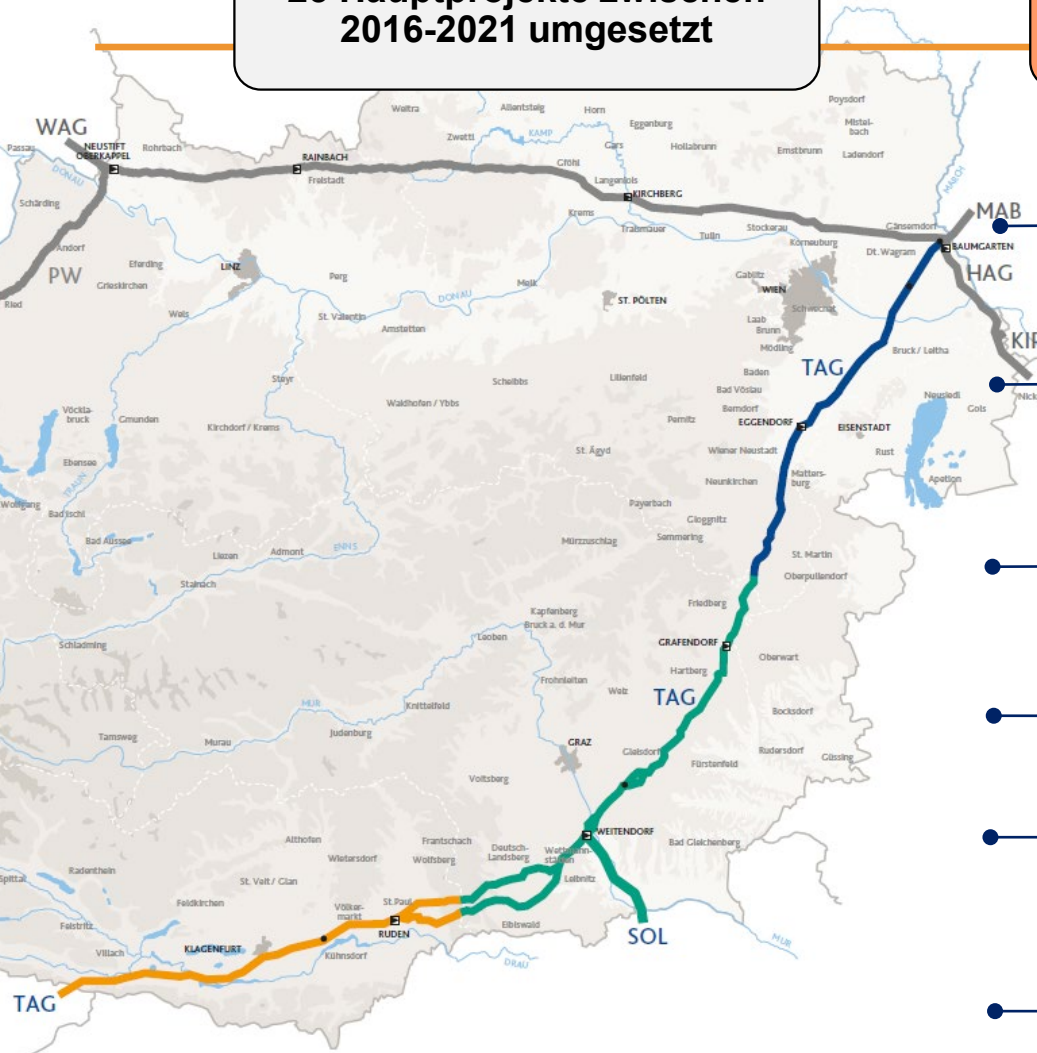 2016-2021 umgesetzt
WAG
Passau
NEUSTIFT
OBERKAPPEL
Rohrbach
DONAU
Schärding
Andorf
PW
Ried
Eferding
Grieskirchen
Wels
LINZ
RAINBACH
Freistadt
Weitra
Allentsteig
Horn
Zwettl
KAMP
Eggenburg
Gars
Hollabrunn
Gföhl
Langenlois
KIRCHBERG
Krems
Traismauer
Tulln
Stockerau
Korneuburg
Poysdorf
Mistel-
bach
Ernstbrunn
Ladendorf
MARCH
MAB
Gänserndorf
BAUMGARTEN
Dt. Wagram
HAG
KIP
Perg
St. Valentin
Amstetten
DONAU
Melk
ST. PÖLTEN
Gablitz
WIEN
Schwechat
Laab
Brunn
Mödling
Bruck / Leitha
TAG
Baden
Bad Vöslau
Berndorf
EGGENDORF
EISENSTADT
Neusiedl
Gols
Nick
Rust
Apetlon
Steyr
Scheibbs
Lilienfeld
Waidhofen / Ybbs
Pernitz
Vöckla-
bruck
Gmunden
Kirchdorf / Krems
St. Ägyd
Wiener Neustadt
Matters-
burg
Neunkirchen
Ebensee
TRAUN
Wolfgang
Bad Ischl
Bad Aussee
Payerbach
Gloggnitz
Semmering
Mürzzuschlag
Liezen
Admont
ENNS
Stainach
St. Martin
Oberpullendorf
Friedberg
Kapfenberg
Bruck a. d. Mur
Leoben
Schladming
GRAFENDORF
Oberwart
Hartberg
Frohnleiten
Weiz
TAG
Knittelfeld
MUR
Judenburg
Tamsweg
Murau
Bocksdorf
Rudersdorf
Güssing
GRAZ
Gleisdorf
Fürstenfeld
Voitsberg
WEITENDORF
Bad Gleichenberg
Althofen
Frantschach
Wietersdorf
Wolfsberg
Deutsch-
Landsberg
Leibnitz
Radenthein
Spittal
St. Veit / Glan
Feldkirchen
Völker-
markt
St.Paul
RUDEN
Eibiswald
Feistritz
Villach
KLAGENFURT
Kühnsdorf
SOL
DRAU
MUR
TAG